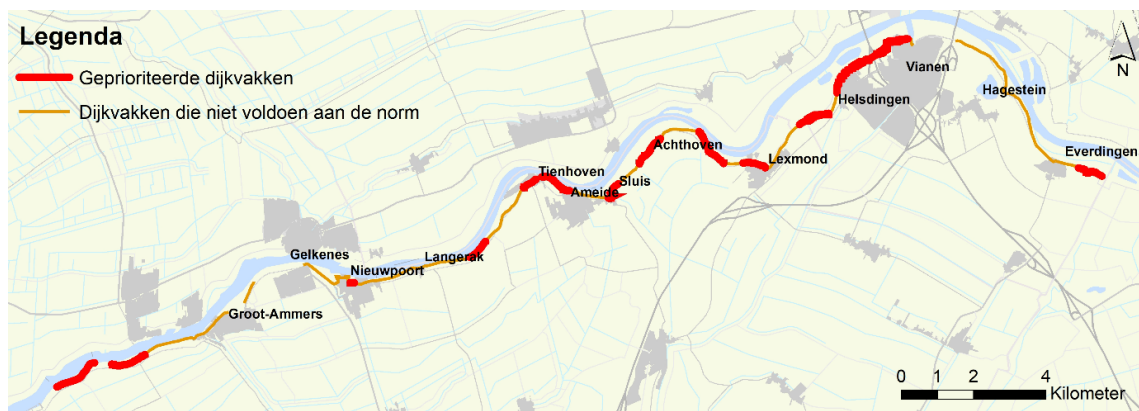 Legenda
Geprioriteerde dijkvakken
Dijkvakken die niet voldoen aan de norm
Vianen
N
Hagestein
Helsdingen
Achthoven
Everdingen
Lexmond
Tienhoven
Sluis
Ameide
Gelkenes
Langerak
Nieuwpoort
Groot-Ammers
0 1 2 4
Kilometer